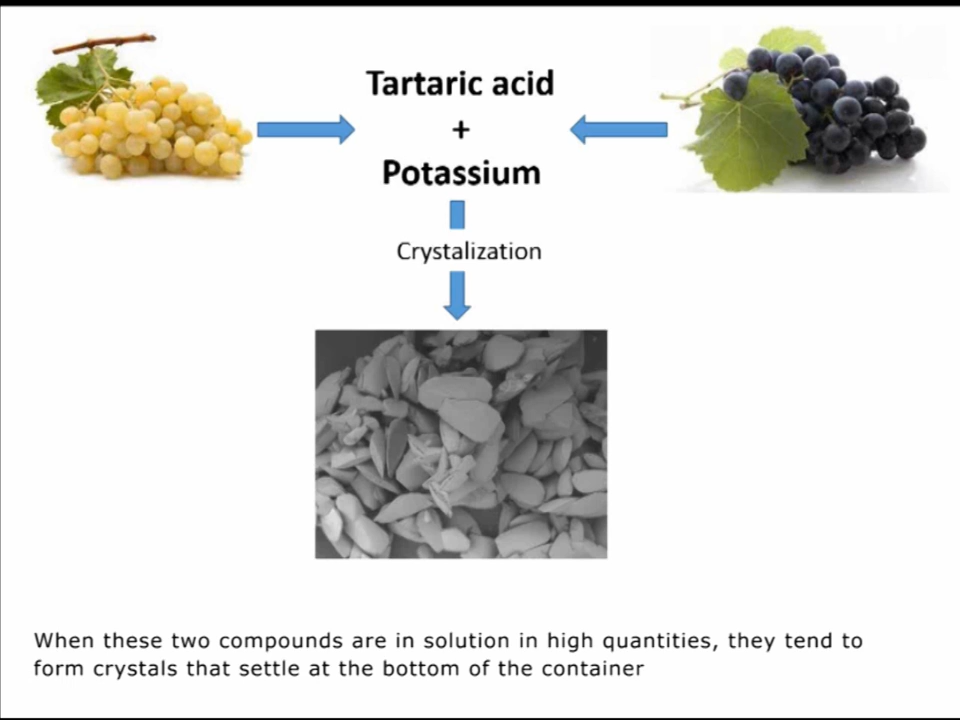 Tartaric acid
+
Potassium
Crystalization
When these two compounds are in solution in high quantities, they tend to
form crystals that settle at the bottom of the container